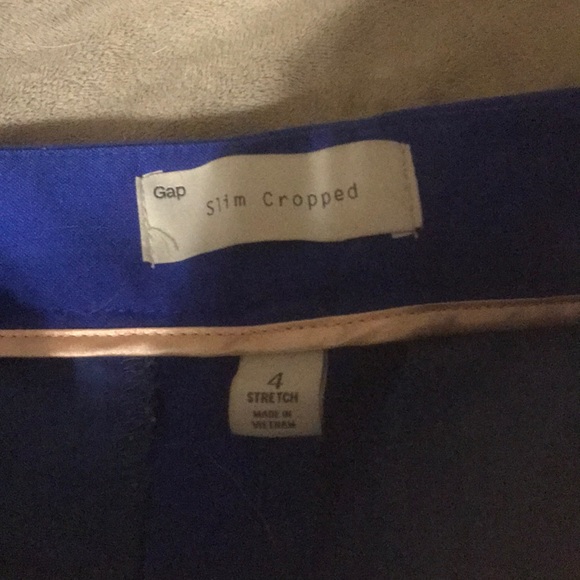 Gap
Slim Cropped
4
STRETCH
MADE IN
VIETNAM